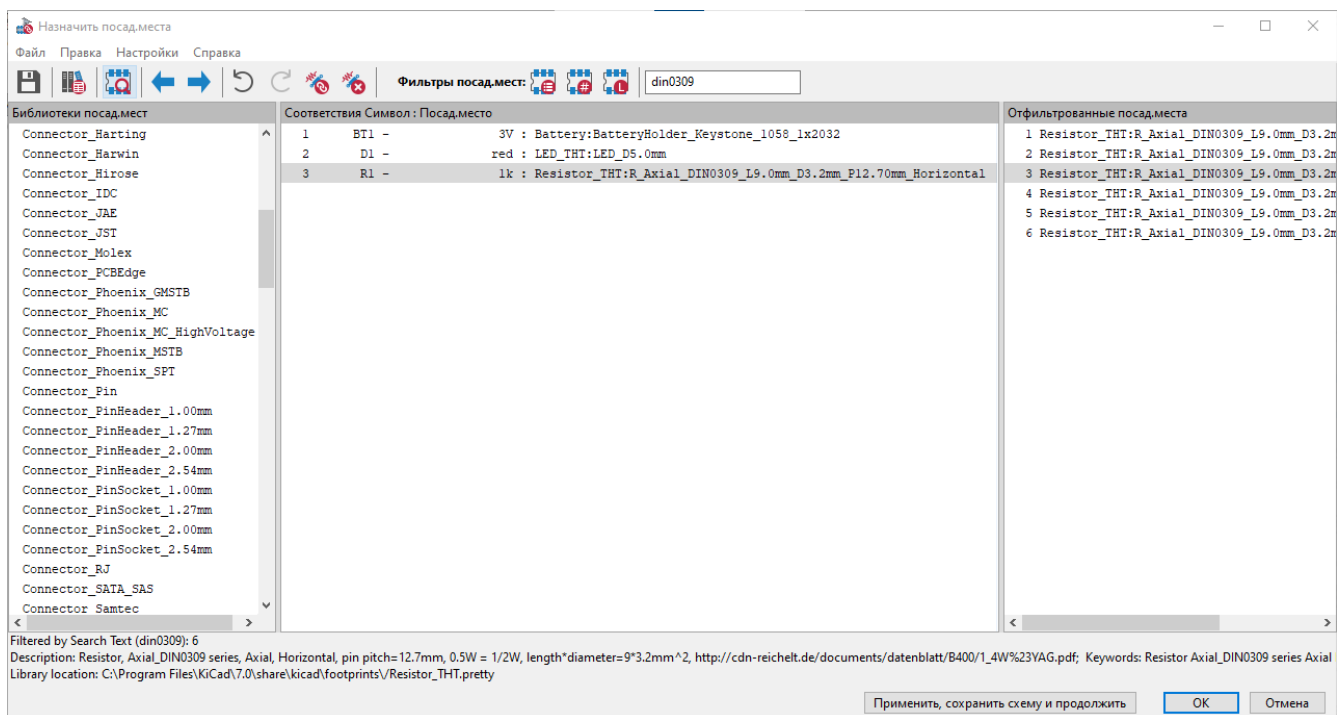 Назначить посад.места
Файл Правка Настройки Справка
Фильтры посад.мест: din0309
Библиотеки посад.мест
Connector_Harting
Connector_Harwin
Connector_Hirose
Connector_IDC
Connector_JAE
Connector_JST
Connector_Molex
Connector_PCBEdge
Connector_Phoenix_GMSTB
Connector_Phoenix_MC
Connector_Phoenix_MC_HighVoltage
Connector_Phoenix_MSTB
Connector_Phoenix_SPT
Connector_Pin
Connector_PinHeader_1.00mm
Connector_PinHeader_1.27mm
Connector_PinHeader_2.00mm
Connector_PinHeader_2.54mm
Connector_PinSocket_1.00mm
Connector_PinSocket_1.27mm
Connector_PinSocket_2.00mm
Connector_PinSocket_2.54mm
Connector_RJ
Connector_SATA_SAS
Connector_Samtec
Соответствия Символ : Посад.место
1 BT1 - 3V : Battery:BatteryHolder_Keystone_1058_1x2032
2 D1 - red : LED_THT:LED_D5.0mm
3 R1 - 1k : Resistor_THT:R_Axial_DIN0309_L9.0mm_D3.2mm_P12.70mm_Horizontal
Отфильтрованные посад.места
1 Resistor_THT:R_Axial_DIN0309_L9.0mm_D3.2m
2 Resistor_THT:R_Axial_DIN0309_L9.0mm_D3.2m
3 Resistor_THT:R_Axial_DIN0309_L9.0mm_D3.2m
4 Resistor_THT:R_Axial_DIN0309_L9.0mm_D3.2m
5 Resistor_THT:R_Axial_DIN0309_L9.0mm_D3.2m
6 Resistor_THT:R_Axial_DIN0309_L9.0mm_D3.2m
Filtered by Search Text (din0309): 6
Description: Resistor, Axial_DIN0309 series, Axial, Horizontal, pin pitch=12.7mm, 0.5W = 1/2W, length*diameter=9*3.2mm^2, http://cdn-reichelt.de/documents/datenblatt/B400/1_4W%23YAG.pdf; Keywords: Resistor Axial_DIN0309 series Axial
Library location: C:\Program Files\KiCad\7.0\share\kicad\footprints\/Resistor_THT.pretty
Применить, сохранить схему и продолжить OK Отмена